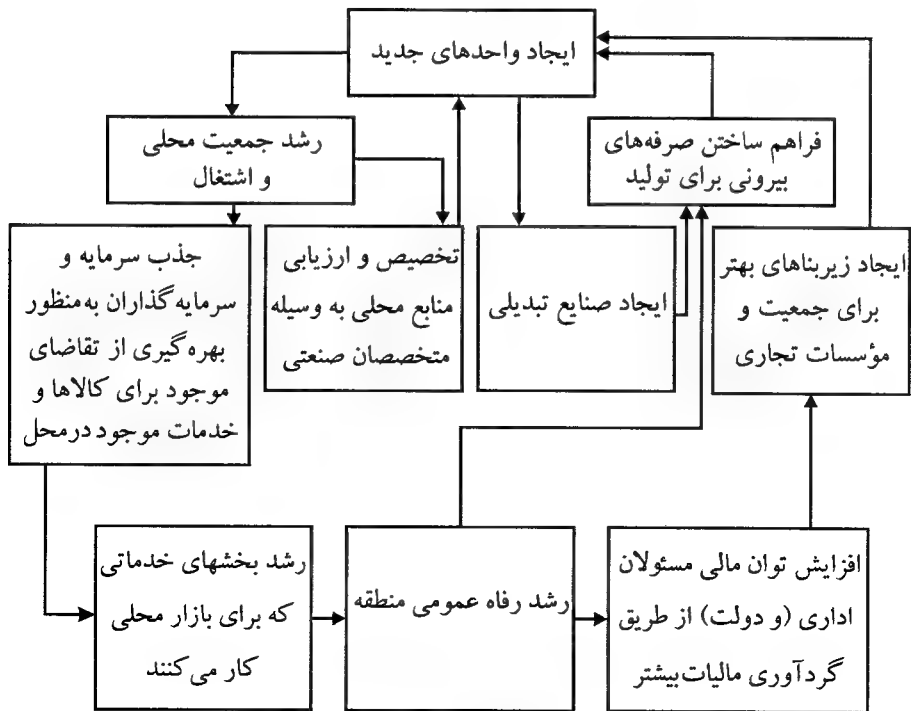 ایجاد واحدهای جدید
رشد جمعیت محلی
و اشتغال
فراهم ساختن صرفه‌های
بیرونی برای تولید
جذب سرمایه و
سرمایه‌گذاران به‌منظور
بهره‌گیری از تقاضای
موجود برای کالاها و
خدمات موجود درمحل
تخصیص و ارزیابی
منابع محلی به وسیله
متخصصان صنعتی
ایجاد صنایع تبدیلی
ایجاد زیربناهای بهتر
برای جمعیت و
مؤسسات تجاری
رشد بخشهای خدماتی
که برای بازار محلی
کار می‌کنند
رشد رفاه عمومی منطقه
افزایش توان مالی مسئولان
اداری (و دولت) از طریق
گردآوری مالیات‌بیشتر